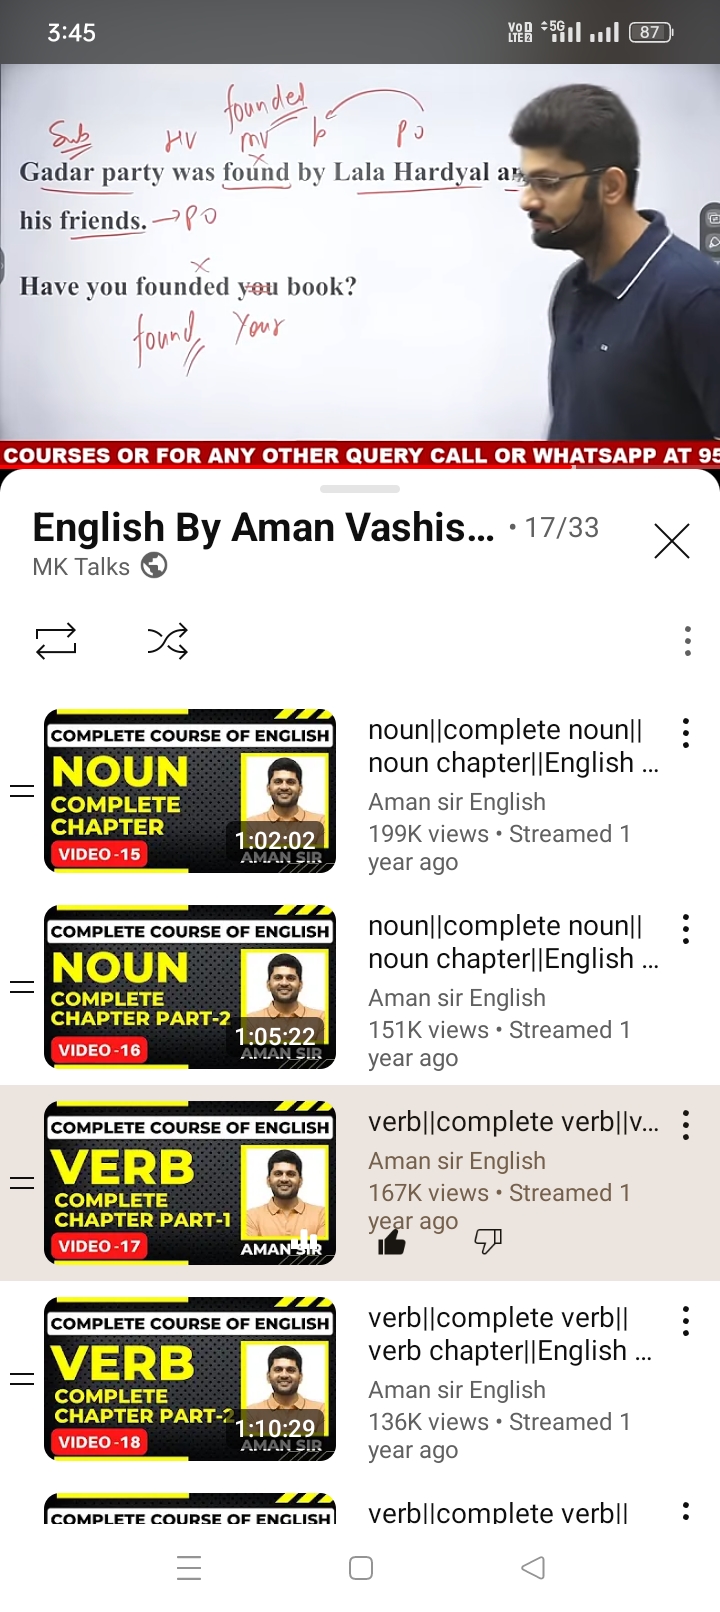 3:45
VoD 5G
LTE2 87
founded
Sub HV mv P O
Gadar party was found by Lala Hardyal
his friends. → P O
Have you founded you book?
found Your
COURSES OR FOR ANY OTHER QUERY CALL OR WHATSAPP AT 95
English By Aman Vashis... • 17/33
MK Talks
COMPLETE COURSE OF ENGLISH
NOUN
COMPLETE
CHAPTER
VIDEO -15
1:02:02
AMAN SIR
noun||complete noun||
noun chapter||English ...
Aman sir English
199K views • Streamed 1
year ago
COMPLETE COURSE OF ENGLISH
NOUN
COMPLETE
CHAPTER PART-2
VIDEO -16
1:05:22
AMAN SIR
noun||complete noun||
noun chapter||English ...
Aman sir English
151K views • Streamed 1
year ago
COMPLETE COURSE OF ENGLISH
VERB
COMPLETE
CHAPTER PART-1
VIDEO -17
AMAN SIR
verb||complete verb||v...
Aman sir English
167K views • Streamed 1
year ago
COMPLETE COURSE OF ENGLISH
VERB
COMPLETE
CHAPTER PART-2
VIDEO -18
1:10:29
AMAN SIR
verb||complete verb||
verb chapter||English ...
Aman sir English
136K views • Streamed 1
year ago
COMPLETE COURSE OF ENGLISH
verb||complete verb||